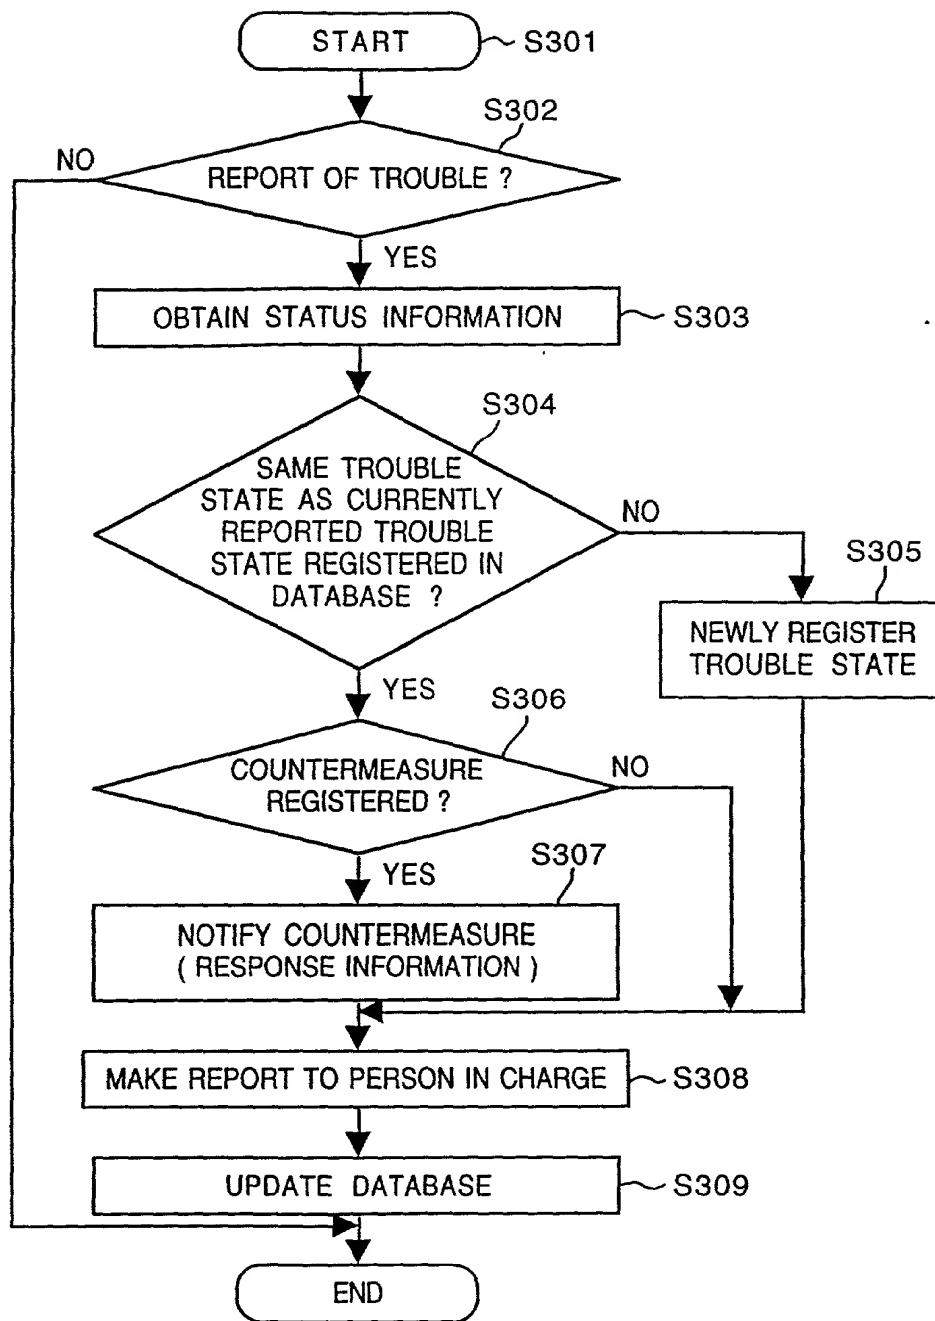 START
S301
S302
NO
REPORT OF TROUBLE ?
YES
OBTAIN STATUS INFORMATION
S303
S304
SAME TROUBLE
STATE AS CURRENTLY
REPORTED TROUBLE
STATE REGISTERED IN
DATABASE ?
NO
S305
NEWLY REGISTER
TROUBLE STATE
YES
S306
COUNTERMEASURE
REGISTERED ?
NO
YES
S307
NOTIFY COUNTERMEASURE
( RESPONSE INFORMATION )
MAKE REPORT TO PERSON IN CHARGE
S308
UPDATE DATABASE
S309
END